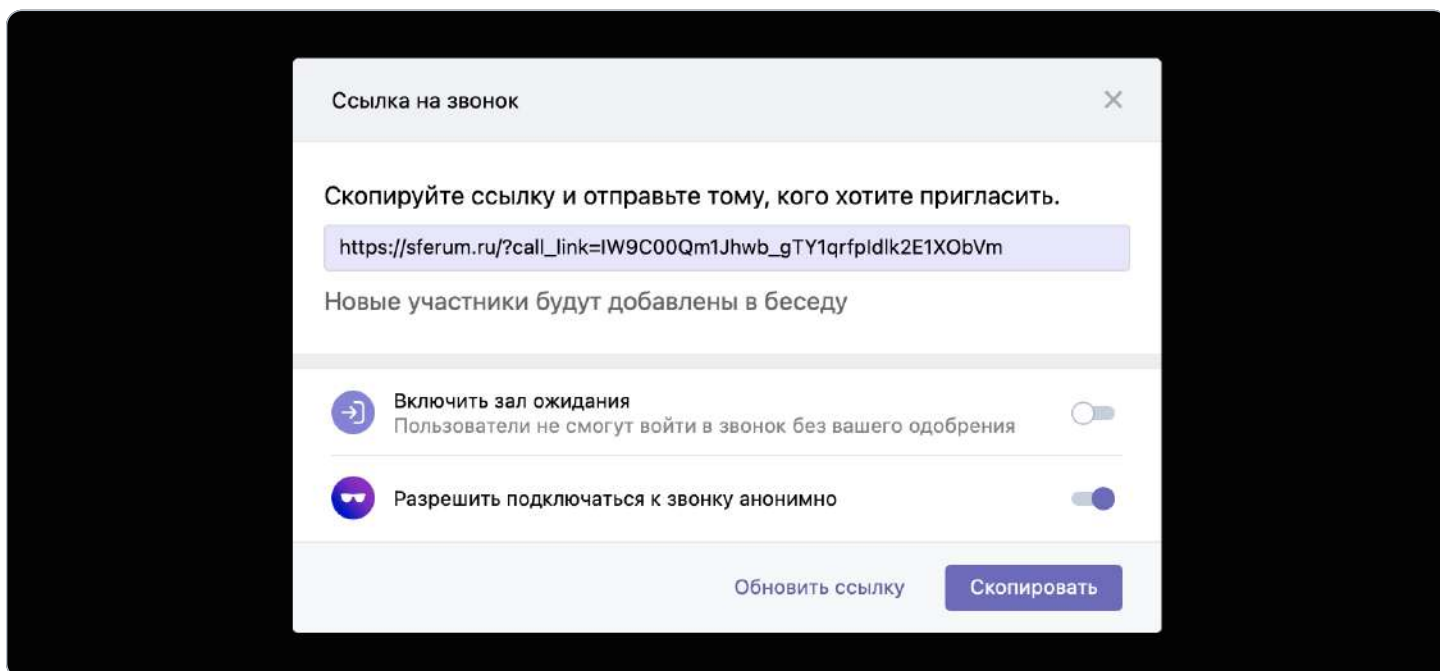 Ссылка на звонок
Скопируйте ссылку и отправьте тому, кого хотите пригласить.
https://sferum.ru/?call_link=IW9C00Qm1Jhwb_gTY1qrfpIdlk2E1XObVm
Новые участники будут добавлены в беседу
Включить зал ожидания
Пользователи не смогут войти в звонок без вашего одобрения
Разрешить подключаться к звонку анонимно
Обновить ссылку
Скопировать